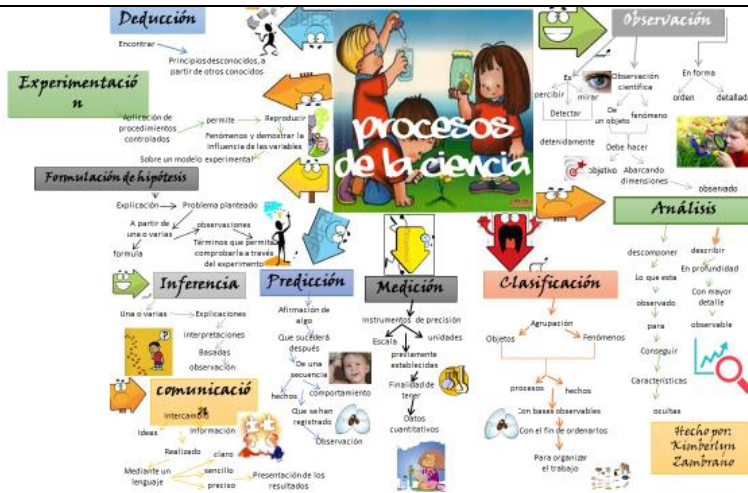 procesos
de la ciencia
Deducción
Encontrar
Principios desconocidos, a
partir de otros conocidos
Experimentació
n
Aplicación de
procedimientos
controlados
permite
Reproducir
Fenómenos y demostrar la
influencia de las variables
Sobre un modelo experimental
Formulación de hipótesis
Explicación
Problema planteado
A partir de
una o varias
observaciones
formula
Términos que permita
comprobarla a través
del experimento
Inferencia
Una o varias
Explicaciones
interpretaciones
Basadas
observación
comunicació
n
Intercambio
Ideas
Información
Realizado
claro
Mediante un
lenguaje
sencillo
preciso
Presentación de los
resultados
Predicción
Afirmación de
algo
Que sucederá
después
De una
secuencia
hechos
comportamiento
Que se han
registrado
Observación
Medición
Instrumentos de precisión
Escala
unidades
previamente
establecidas
Finalidad de
tener
Datos
cuantitativos
Clasificación
Agrupación
Objetos
Fenómenos
procesos
hechos
Con bases observables
Con el fin de ordenarlos
Para organizar
el trabajo
Observación
Es
percibir
mirar
Detectar
detenidamente
Observación
científica
De
un objeto
fenómeno
Debe hacer
objetivo
Abarcando
dimensiones
observado
En forma
orden
detallada
Análisis
descomponer
Lo que esta
observado
para
Conseguir
Características
ocultas
describir
En profundidad
Con mayor
detalle
observable
Hecho por:
Kimberlyn
Zambrano